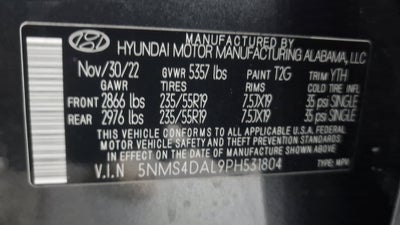 MANUFACTURED BY
HYUNDAI MOTOR MANUFACTURING ALABAMA, LLC
Nov/30/22 GVWR 5357 lbs PAINT T2G TRIM YTH
GAWR TIRES RIMS COLD TIRE INFL
FRONT 2866 lbs 235/55R19 7.5JX19 35 psi SINGLE
REAR 2976 lbs 235/55R19 7.5JX19 35 psi SINGLE
THIS VEHICLE CONFORMS TO ALL APPLICABLE FEDERAL
MOTOR VEHICLE SAFETY AND THEFT PREVENTION STANDARDS
IN EFFECT ON THE DATE OF MANUFACTURE SHOWN ABOVE.
V.I.N 5NMS4DAL9PH531804 TYPE: MPV